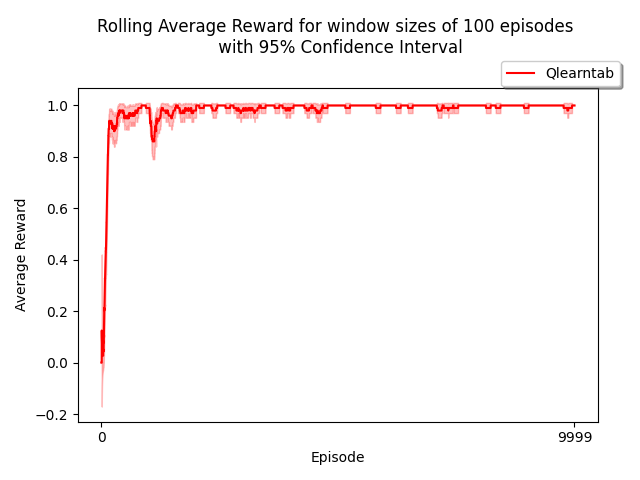 Rolling Average Reward for window sizes of 100 episodes
with 95% Confidence Interval
Qlearntab
1.0
0.8
0.6
0.4
0.2
0.0
−0.2
Average Reward
0
9999
Episode